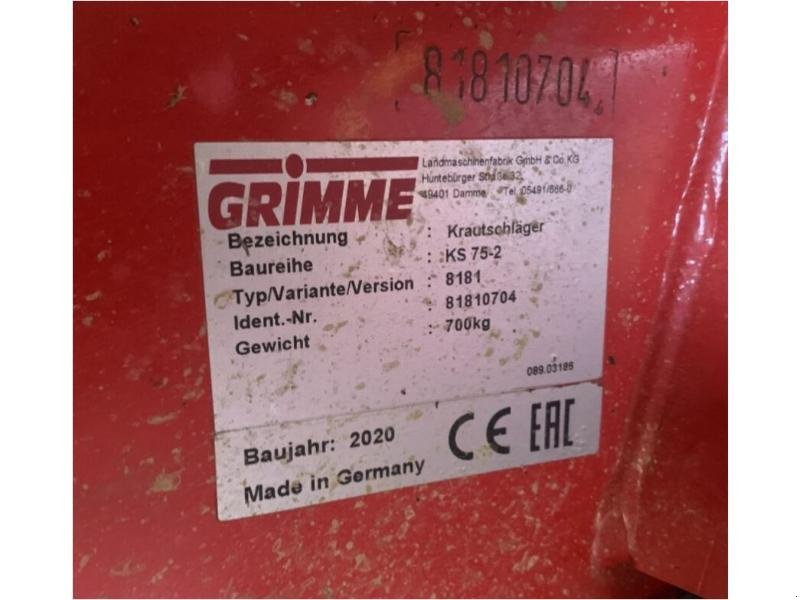 [81810704]
GRIMME
Landmaschinenfabrik GmbH & Co.KG
Hunteburger Straße 32
49401 Damme Tel. 05491/666-0
Bezeichnung : Krautschläger
Baureihe : KS 75-2
Typ/Variante/Version : 8181
Ident.-Nr. : 81810704
Gewicht : 700kg
089.03186
Baujahr: 2020
CE EAC
Made in Germany